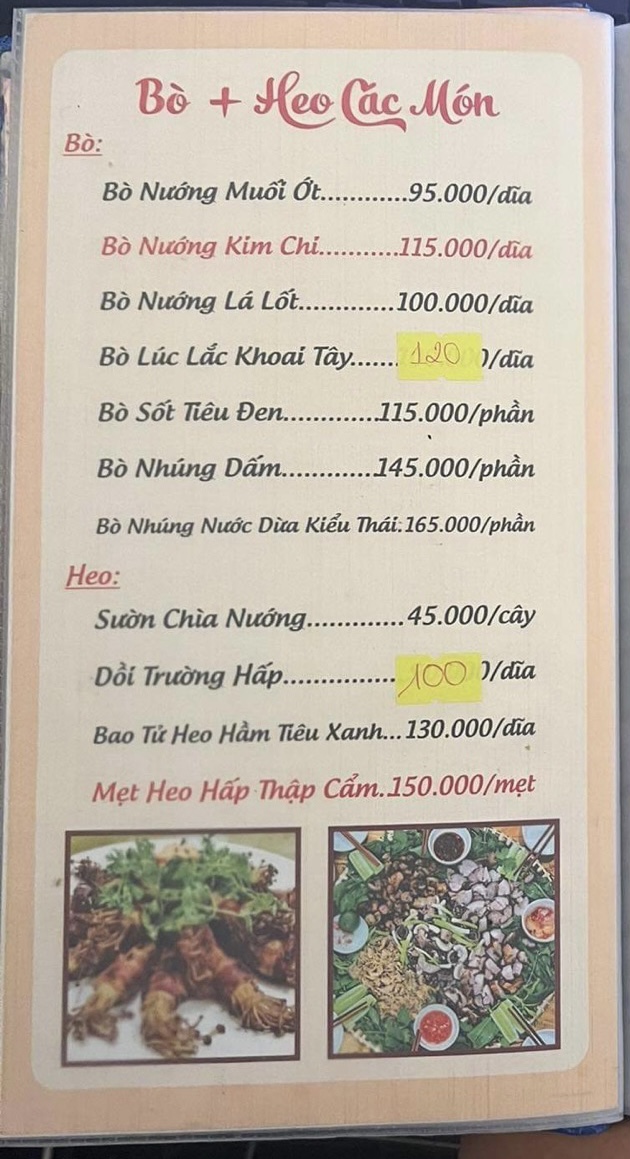 Bò + Heo Các Món
Bò:
Bò Nướng Muối Ớt............95.000/dĩa
Bò Nướng Kim Chi...........115.000/dĩa
Bò Nướng Lá Lốt.............100.000/dĩa
Bò Lúc Lắc Khoai Tây...... 120 0/dĩa
Bò Sốt Tiêu Đen.............115.000/phần
Bò Nhúng Dấm.............145.000/phần
Bò Nhúng Nước Dừa Kiểu Thái:165.000/phần
Heo:
Sườn Chìa Nướng.............45.000/cây
Dồi Trường Hấp............... 100 0/dĩa
Bao Tử Heo Hầm Tiêu Xanh...130.000/dĩa
Mẹt Heo Hấp Thập Cẩm.150.000/mẹt